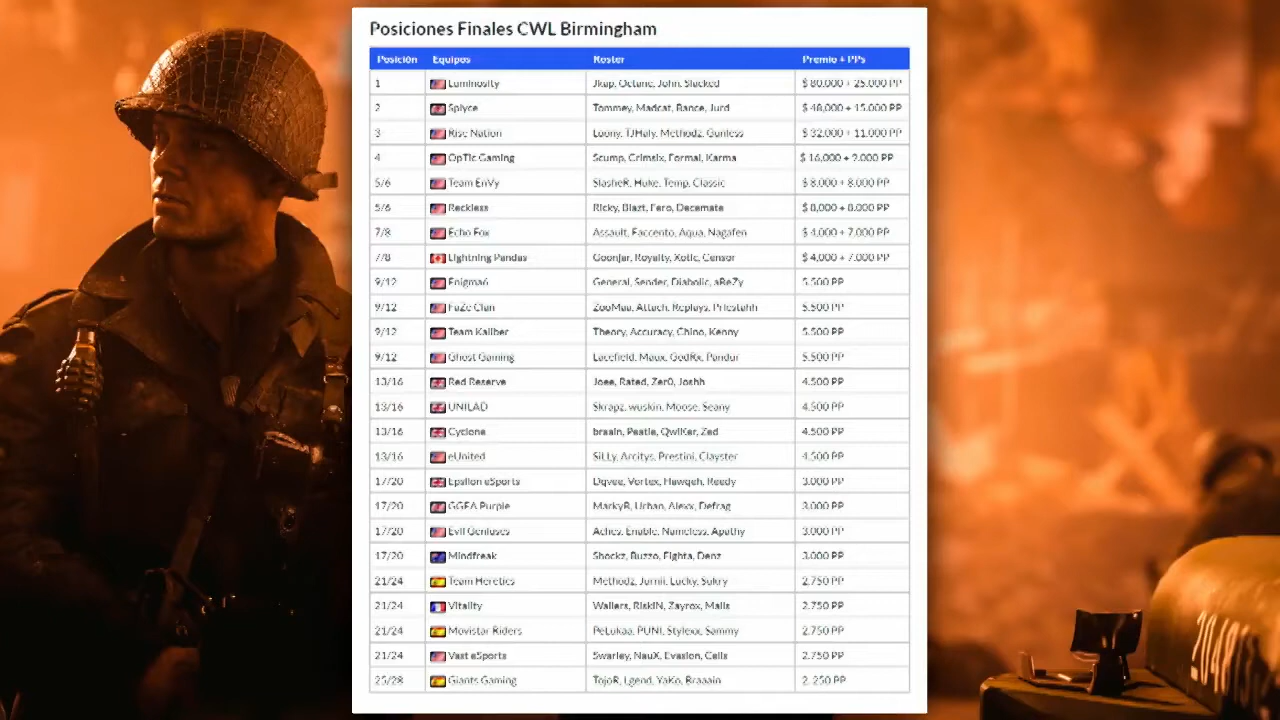 Posiciones Finales CWL Birmingham
Posición Equipos Roster Premio + PPs
1 Luminosity Jkap, Octane, John, Slacked $ 80,000 + 25.000 PP
2 Splyce Tommey, Madcat, Bance, Jurd $ 48,000 + 15.000 PP
3 Rise Nation Loony, TJHaly, Methodz, Gunless $ 32,000 + 11.000 PP
4 OpTic Gaming Scump, Crimsix, Formal, Karma $ 16,000 + 9.000 PP
5/6 Team EnVy SlasheR, Huke, Temp, Classic $ 8,000 + 8.000 PP
5/6 Reckless Ricky, Blazt, Fero, Decemate $ 8,000 + 8.000 PP
7/8 Echo Fox Assault, Faccento, Aqua, Nagafen $ 4,000 + 7.000 PP
7/8 Lightning Pandas Goonjar, Royalty, Xotic, Censor $ 4,000 + 7.000 PP
9/12 Enigma6 General, Sender, Diabolic, aBeZy 5.500 PP
9/12 FaZe Clan ZooMaa, Attach, Replays, Priestahh 5.500 PP
9/12 Team Kaliber Theory, Accuracy, Chino, Kenny 5.500 PP
9/12 Ghost Gaming Lacefield, Maux, GodRx, Pandur 5.500 PP
13/16 Red Reserve Joee, Rated, Zer0, Joshh 4.500 PP
13/16 UNILAD Skrapz, wuskin, Moose, Seany 4.500 PP
13/16 Cyclone braain, Peatie, QwiKer, Zed 4.500 PP
13/16 eUnited SiLLy, Arcitys, Prestini, Clayster 4.500 PP
17/20 Epsilon eSports Dqvee, Vortex, Hawqeh, Reedy 3.000 PP
17/20 GGEA Purple MarkyB, Urban, Alexx, Defrag 3.000 PP
17/20 Evil Geniuses Aches, Enable, Nameless, Apathy 3.000 PP
17/20 Mindfreak Shockz, Buzzo, Fighta, Denz 3.000 PP
21/24 Team Heretics Methodz, Jurnii, Lucky, Sukry 2.750 PP
21/24 Vitality Wailers, RiskiN, Zayrox, Malls 2.750 PP
21/24 Movistar Riders PeLukaa, PUNI, Stylexx, Sammy 2.750 PP
21/24 Vast eSports Swarley, NauX, Evasion, Cells 2.750 PP
25/28 Giants Gaming TojoR, Lgend, YaKo, Braaain 2. 250 PP